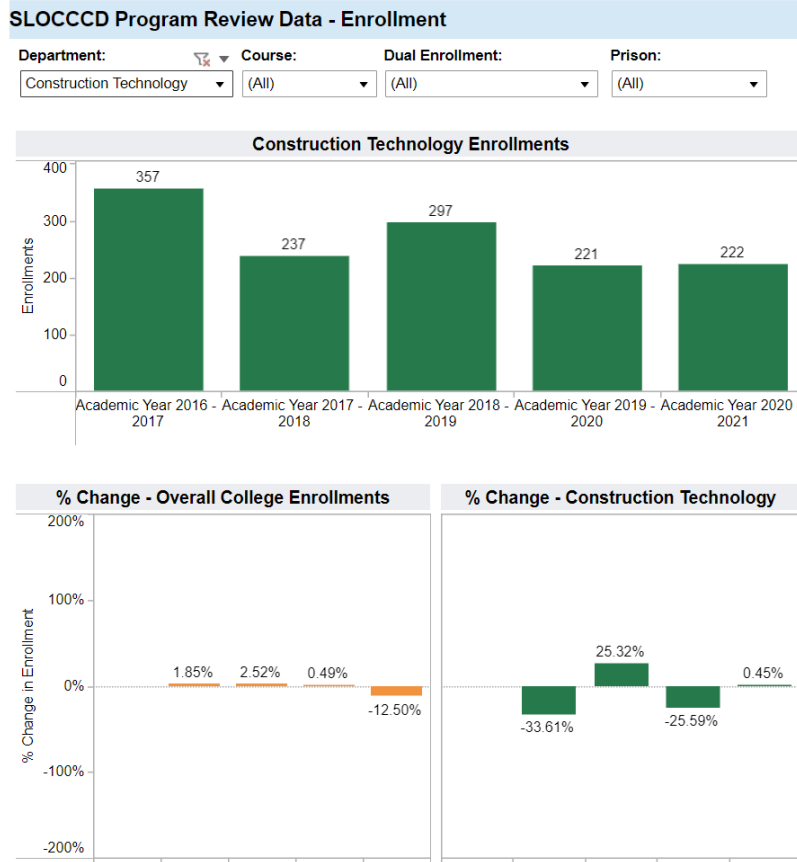 SLOCCCD Program Review Data - Enrollment
Department: Course: Dual Enrollment: Prison:
Construction Technology (All) (All) (All)
Construction Technology Enrollments
400
300
200
100
0
Enrollments
357
237
297
221
222
Academic Year 2016 - Academic Year 2017 - Academic Year 2018 - Academic Year 2019 - Academic Year 2020
2017 2018 2019 2020 2021
% Change - Overall College Enrollments % Change - Construction Technology
200%
100%
0%
-100%
-200%
% Change in Enrollment
1.85% 2.52% 0.49%
-12.50%
25.32%
0.45%
-33.61%
-25.59%